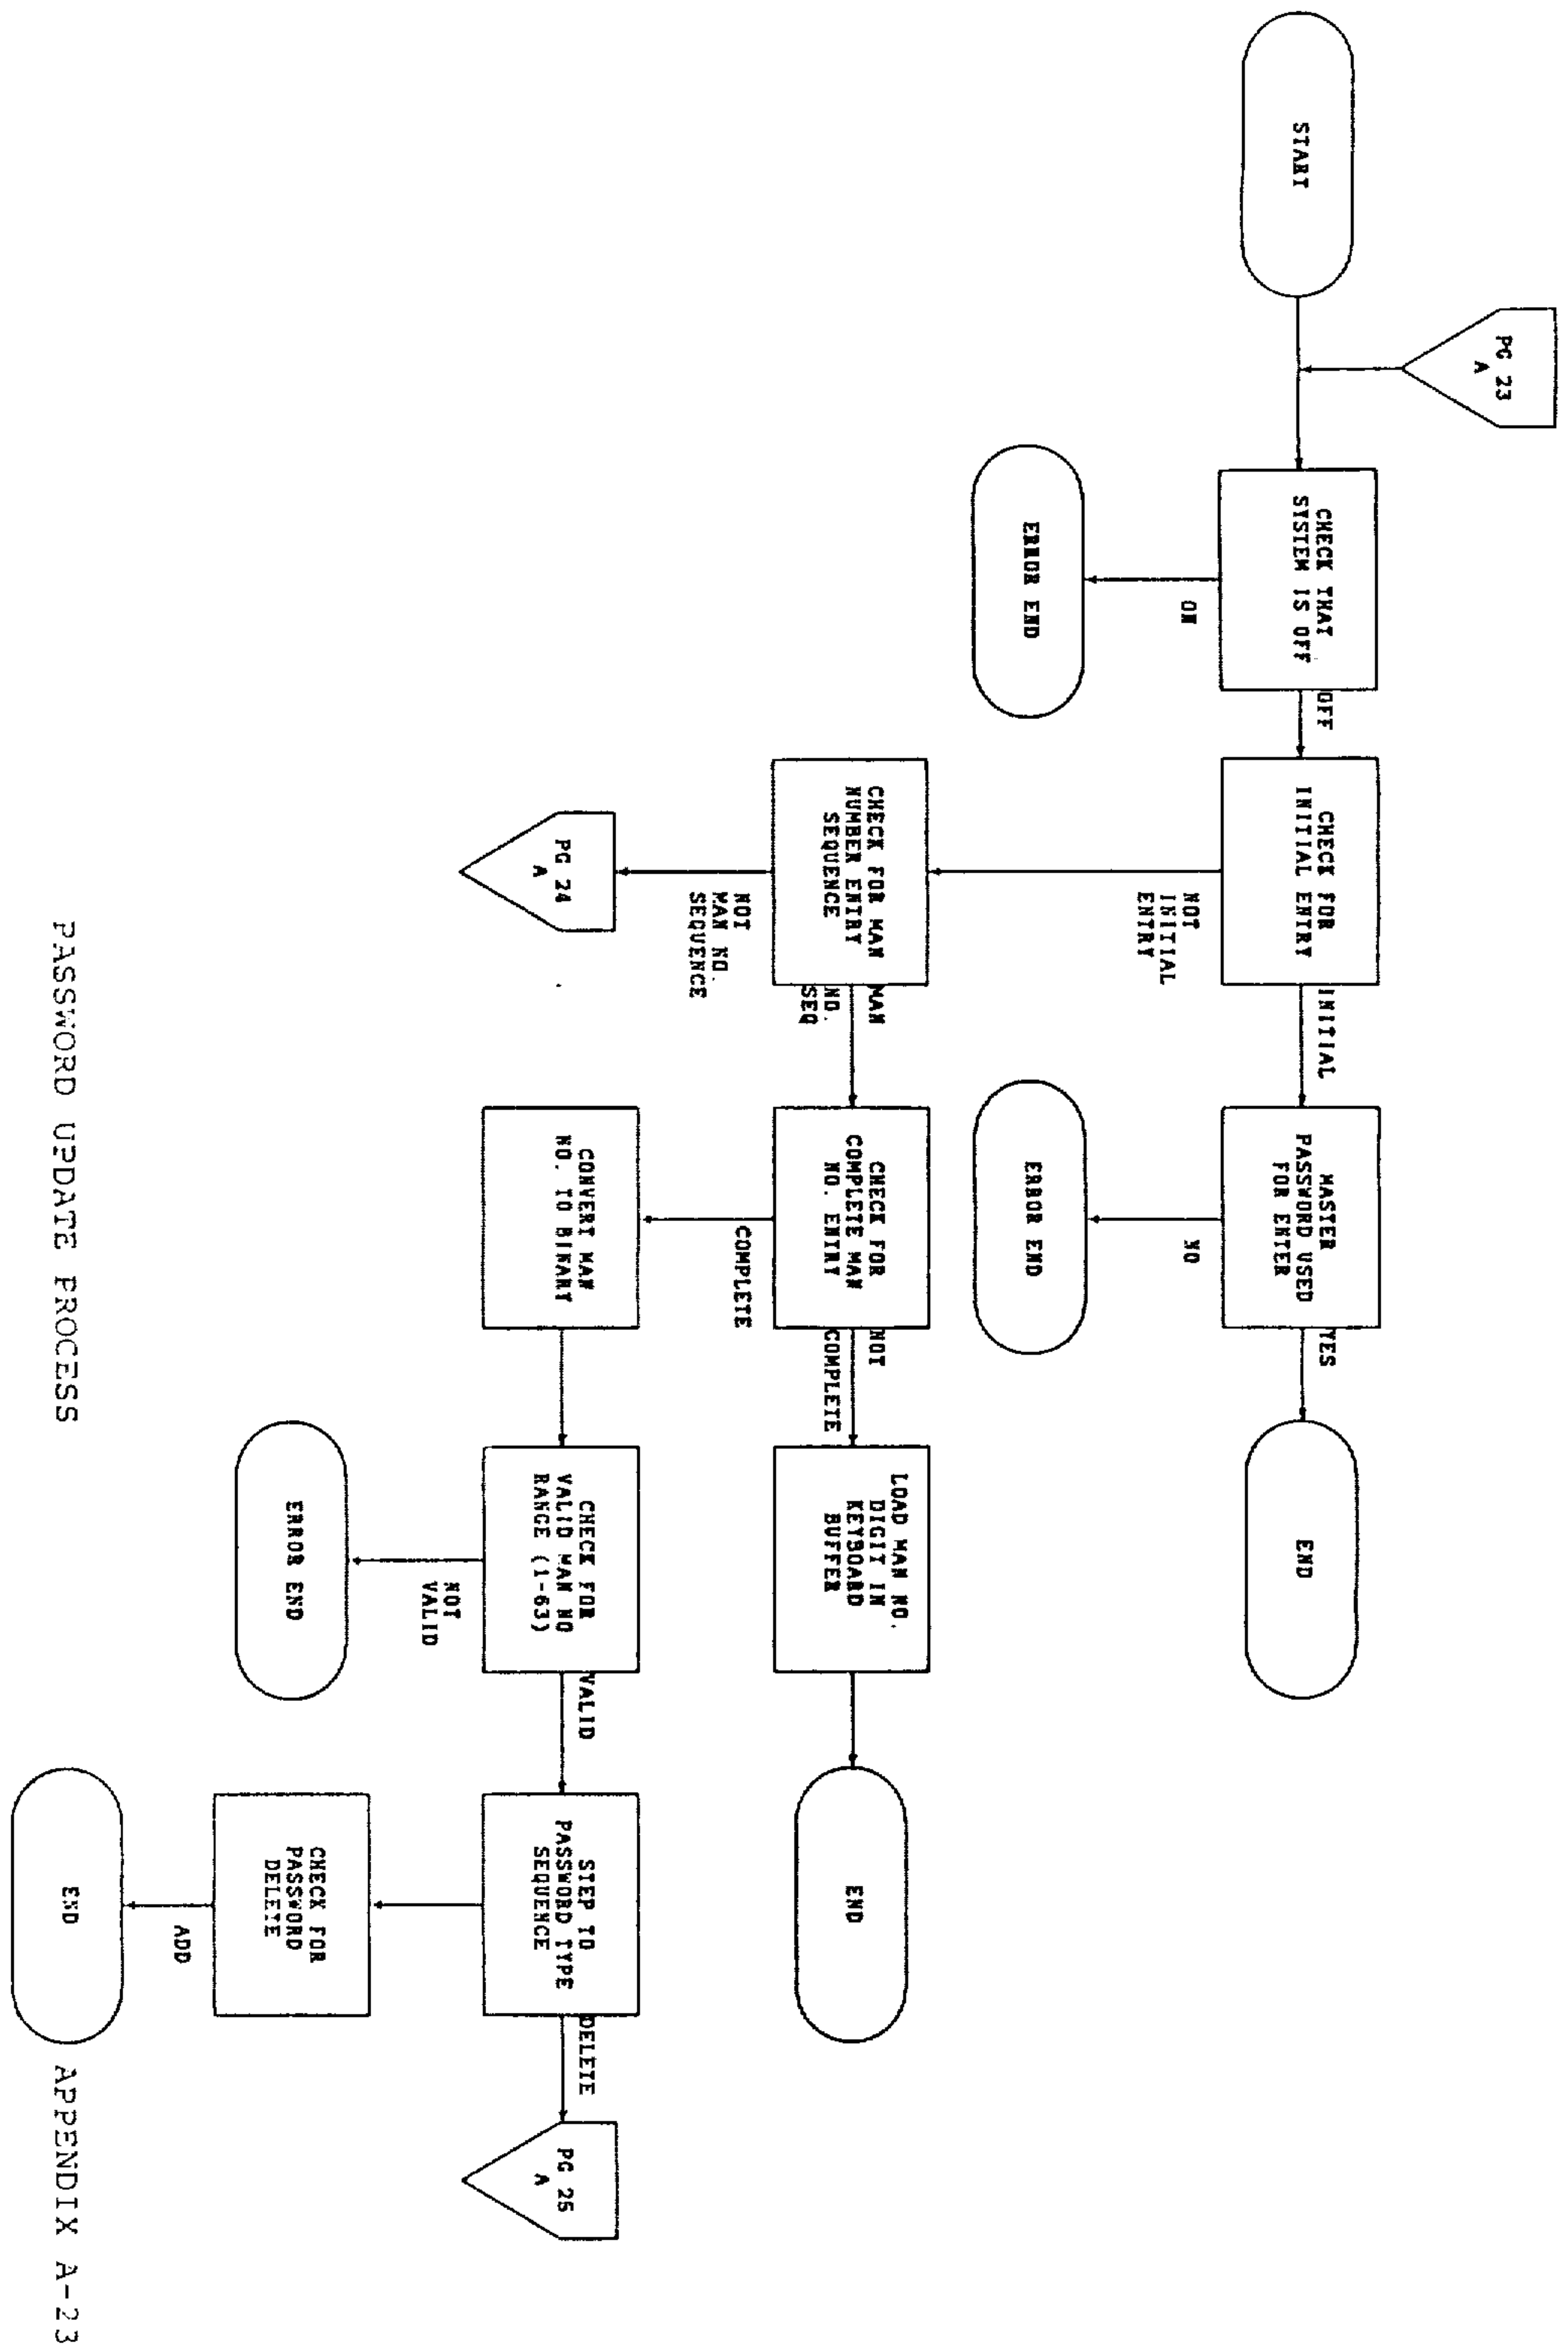 START
PG 23
A
CHECK THAT
SYSTEM IS OFF
OFF
ON
ERROR END
CHECK FOR
INITIAL ENTRY
INITIAL
NOT
INITIAL
ENTRY
MASTER
PASSWORD USED
FOR ENTER
YES
NO
ERROR END
END
CHECK FOR MAN
NUMBER ENTRY
SEQUENCE
MAN
NO.
SEQ
NOT
MAN NO.
SEQUENCE
PG 24
A
CHECK FOR
COMPLETE MAN
NO. ENTRY
NOT
COMPLETE
COMPLETE
LOAD MAN NO.
DIGIT IN
KEYBOARD
BUFFER
END
CONVERT MAN
NO. TO BINARY
CHECK FOR
VALID MAN NO
RANGE (1-63)
VALID
NOT
VALID
ERROR END
STEP TO
PASSWORD TYPE
SEQUENCE
DELETE
PG 25
A
CHECK FOR
PASSWORD
DELETE
ADD
END
PASSWORD UPDATE PROCESS
APPENDIX A-23